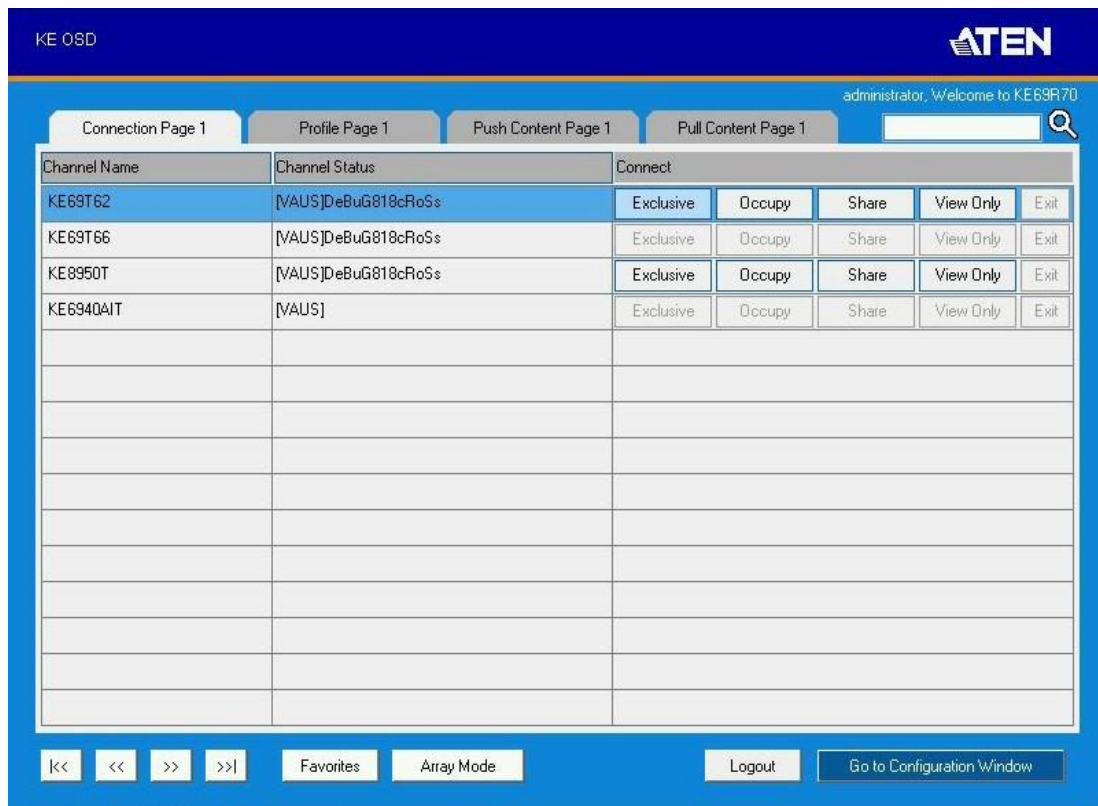 KE OSD
ATEN
administrator, Welcome to KE69R70
Connection Page 1 Profile Page 1 Push Content Page 1 Pull Content Page 1
Channel Name Channel Status Connect
KE69T62 [VAUS]DeBuG818cRoSs Exclusive Occupy Share View Only Exit
KE69T66 [VAUS]DeBuG818cRoSs Exclusive Occupy Share View Only Exit
KE8950T [VAUS]DeBuG818cRoSs Exclusive Occupy Share View Only Exit
KE6940AIT [VAUS] Exclusive Occupy Share View Only Exit
|<< << >> >>| Favorites Array Mode Logout Go to Configuration Window